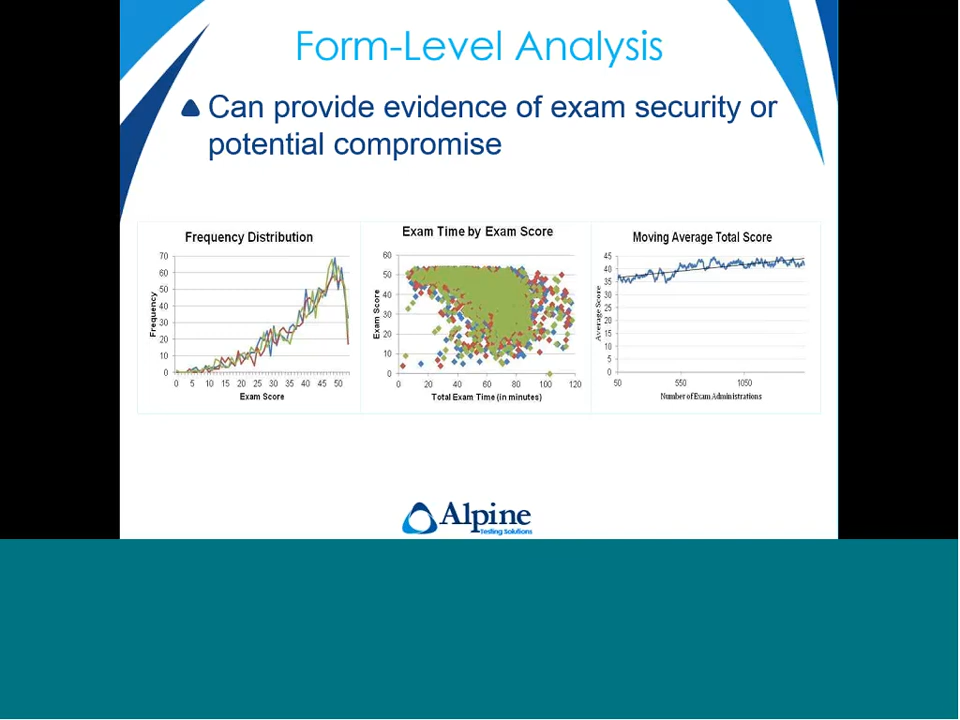 Form-Level Analysis
Can provide evidence of exam security or
potential compromise
Frequency Distribution
70
60
50
40
30
20
10
0
Frequency
0 5 10 15 20 25 30 35 40 45 50
Exam Score
Exam Time by Exam Score
60
50
40
30
20
10
0
Exam Score
0 20 40 60 80 100 120
Total Exam Time (in minutes)
Moving Average Total Score
45
40
35
30
25
20
15
10
5
0
Average Score
50 550 1050
Number of Exam Administrations
Alpine
Testing Solutions